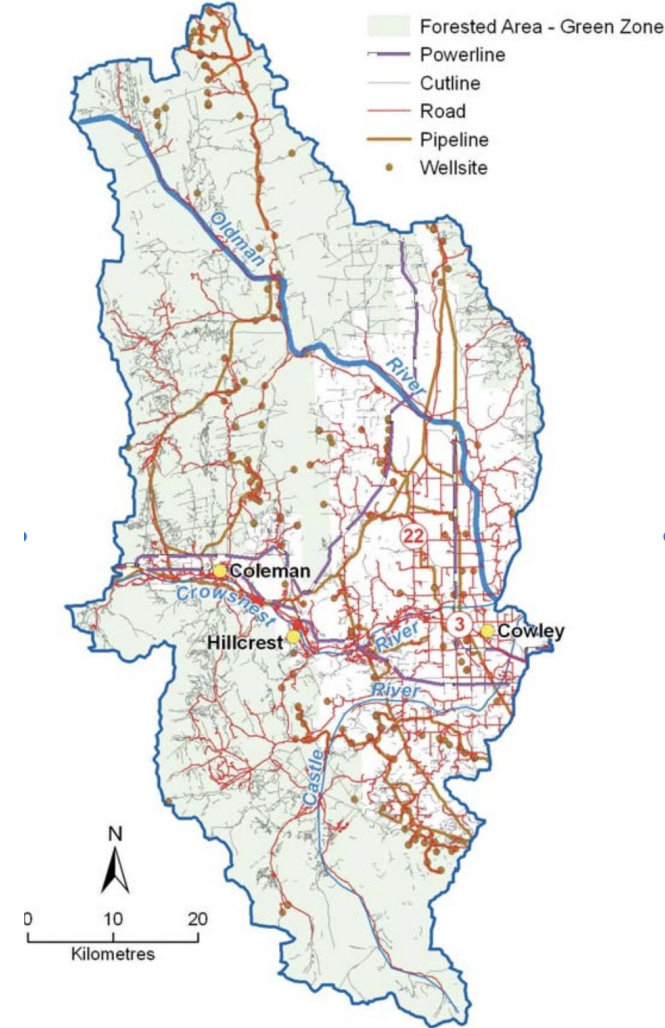 Forested Area - Green Zone
Powerline
Cutline
Road
Pipeline
Wellsite
Oldman
River
22
Coleman
Crowsnest
3
Cowley
Hillcrest
River
River
Castle
N
0 10 20
Kilometres